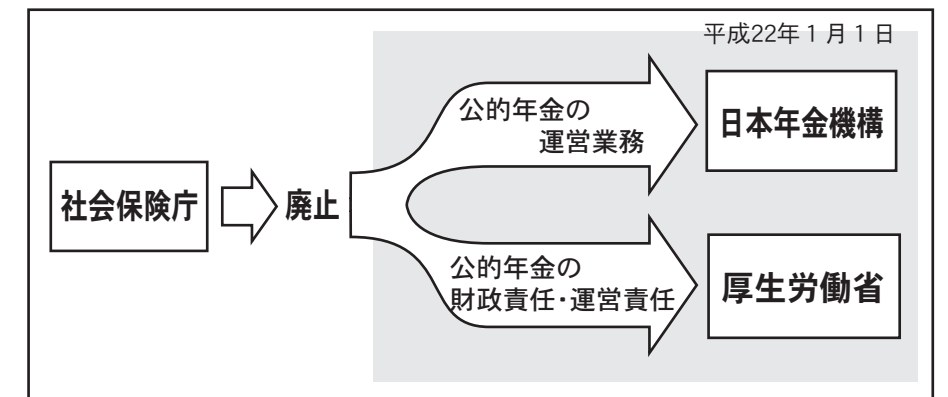 平成22年1月1日
社会保険庁
廃止
公的年金の
運営業務
日本年金機構
公的年金の
財政責任・運営責任
厚生労働省